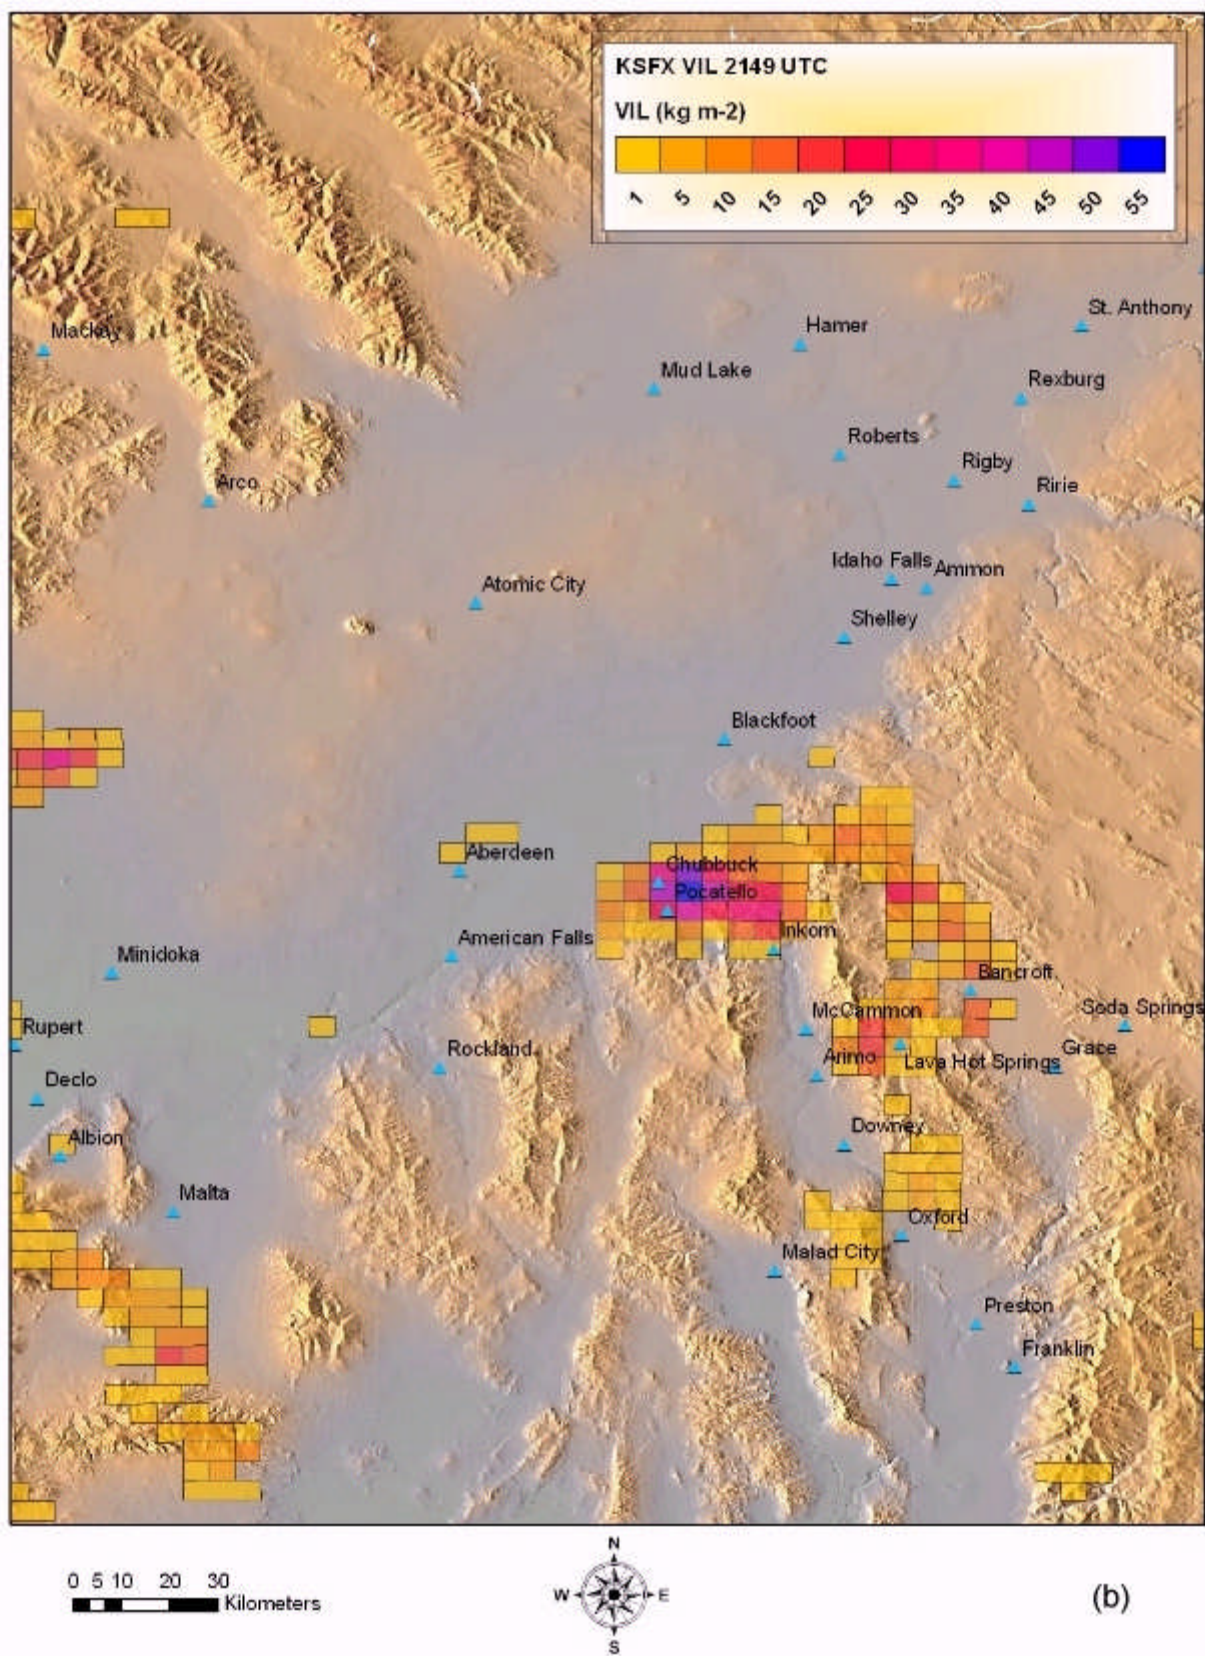 KSFX VIL 2149 UTC
VIL (kg m-2)
1 5 10 15 20 25 30 35 40 45 50 55
St. Anthony
Hamer
Mackay
Mud Lake
Rexburg
Roberts
Rigby
Arco
Ririe
Idaho Falls
Ammon
Atomic City
Shelley
Blackfoot
Aberdeen
Chubbuck
Pocatello
Inkom
American Falls
Minidoka
Bancroft
McCammon
Soda Springs
Rupert
Rockland
Arimo
Lava Hot Springs
Grace
Declo
Downey
Albion
Malta
Oxford
Malad City
Preston
Franklin
N
0 5 10 20 30
Kilometers
W E
S
(b)